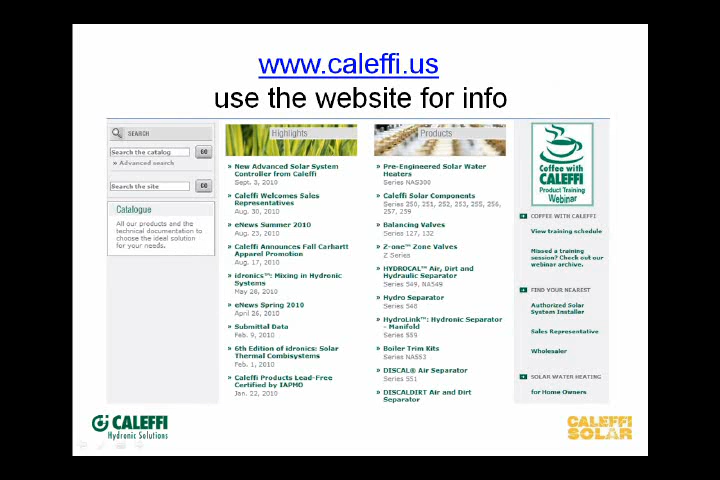 www.caleffi.us
use the website for info
SEARCH
Search the catalog
GO
» Advanced search
Search the site
GO
Catalogue
All our products and the
technical documentation to
choose the ideal solution
for your needs.
Highlights
» New Advanced Solar System
Controller from Caleffi
Sept. 3, 2010
» Caleffi Welcomes Sales
Representatives
Aug. 30, 2010
» eNews Summer 2010
Aug. 23, 2010
» Caleffi Announces Fall Carhartt
Apparel Promotion
Aug. 17, 2010
» idronics™: Mixing in Hydronic
Systems
May 28, 2010
» eNews Spring 2010
April 26, 2010
» Submittal Data
Feb. 9, 2010
» 6th Edition of idronics: Solar
Thermal Combisystems
Feb. 1, 2010
» Caleffi Products Lead-Free
Certified by IAPMO
Jan. 22, 2010
Products
» Pre-Engineered Solar Water
Heaters
Series NAS300
» Caleffi Solar Components
Series 250, 251, 252, 253, 255, 256,
257, 259
» Balancing Valves
Series 127, 132
» Z-one™ Zone Valves
Z Series
» HYDROCAL™ Air, Dirt and
Hydraulic Separator
Series 549, NA549
» Hydro Separator
Series 548
» HydroLink™: Hydronic Separator
- Manifold
Series 559
» Boiler Trim Kits
Series NA553
» DISCAL® Air Separator
Series 551
» DISCALDIRT Air and Dirt
Separator
Coffee with
CALEFFI
Product Training
Webinar
COFFEE WITH CALEFFI
View training schedule
Missed a training
session? Check out our
webinar archive.
FIND YOUR NEAREST
Authorized Solar
System Installer
Sales Representative
Wholesaler
SOLAR WATER HEATING
for Home Owners
CALEFFI
Hydronic Solutions
CALEFFI
SOLAR